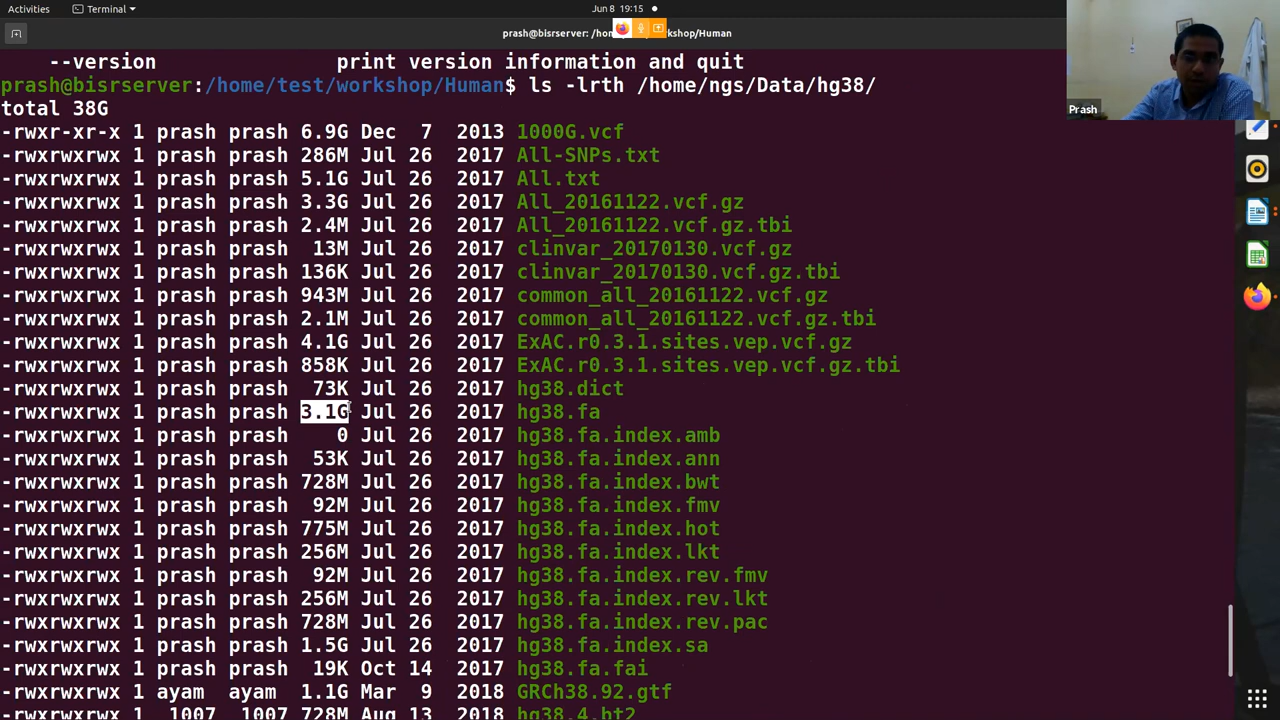 Activities Terminal Jun 8 19:15
prash@bisrserver: /hom kshop/Human
--version print version information and quit
prash@bisrserver:/home/test/workshop/Human$ ls -lrth /home/ngs/Data/hg38/
Prash
total 38G
-rwxr-xr-x 1 prash prash 6.9G Dec 7 2013 1000G.vcf
-rwxrwxrwx 1 prash prash 286M Jul 26 2017 All-SNPs.txt
-rwxrwxrwx 1 prash prash 5.1G Jul 26 2017 All.txt
-rwxrwxrwx 1 prash prash 3.3G Jul 26 2017 All_20161122.vcf.gz
-rwxrwxrwx 1 prash prash 2.4M Jul 26 2017 All_20161122.vcf.gz.tbi
-rwxrwxrwx 1 prash prash 13M Jul 26 2017 clinvar_20170130.vcf.gz
-rwxrwxrwx 1 prash prash 136K Jul 26 2017 clinvar_20170130.vcf.gz.tbi
-rwxrwxrwx 1 prash prash 943M Jul 26 2017 common_all_20161122.vcf.gz
-rwxrwxrwx 1 prash prash 2.1M Jul 26 2017 common_all_20161122.vcf.gz.tbi
-rwxrwxrwx 1 prash prash 4.1G Jul 26 2017 ExAC.r0.3.1.sites.vep.vcf.gz
-rwxrwxrwx 1 prash prash 858K Jul 26 2017 ExAC.r0.3.1.sites.vep.vcf.gz.tbi
-rwxrwxrwx 1 prash prash 73K Jul 26 2017 hg38.dict
-rwxrwxrwx 1 prash prash 3.1G Jul 26 2017 hg38.fa
-rwxrwxrwx 1 prash prash 0 Jul 26 2017 hg38.fa.index.amb
-rwxrwxrwx 1 prash prash 53K Jul 26 2017 hg38.fa.index.ann
-rwxrwxrwx 1 prash prash 728M Jul 26 2017 hg38.fa.index.bwt
-rwxrwxrwx 1 prash prash 92M Jul 26 2017 hg38.fa.index.fmv
-rwxrwxrwx 1 prash prash 775M Jul 26 2017 hg38.fa.index.hot
-rwxrwxrwx 1 prash prash 256M Jul 26 2017 hg38.fa.index.lkt
-rwxrwxrwx 1 prash prash 92M Jul 26 2017 hg38.fa.index.rev.fmv
-rwxrwxrwx 1 prash prash 256M Jul 26 2017 hg38.fa.index.rev.lkt
-rwxrwxrwx 1 prash prash 728M Jul 26 2017 hg38.fa.index.rev.pac
-rwxrwxrwx 1 prash prash 1.5G Jul 26 2017 hg38.fa.index.sa
-rwxrwxrwx 1 prash prash 19K Oct 14 2017 hg38.fa.fai
-rwxrwxrwx 1 ayam ayam 1.1G Mar 9 2018 GRCh38.92.gtf
-rwxrwxrwx 1 1007 1007 728M Aug 13 2018 hg38.4.bt2